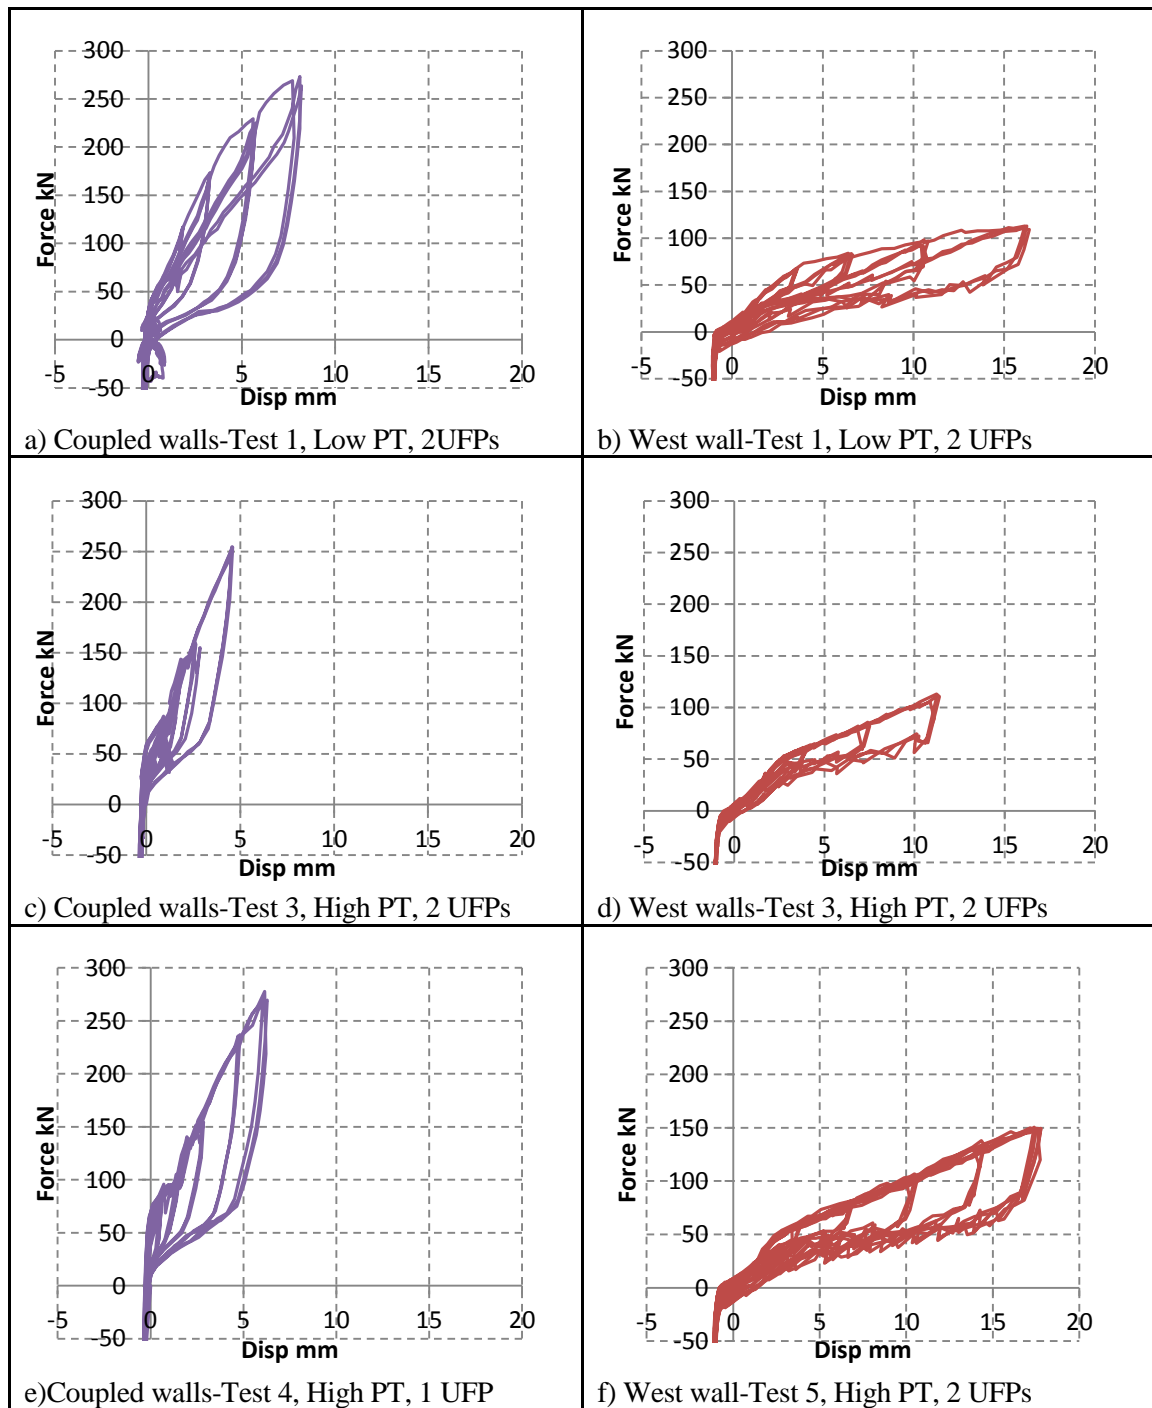 300
250
200
150
100
50
0
-50
-5 0 5 10 15 20
Force kN
Disp mm
a) Coupled walls-Test 1, Low PT, 2UFPs
300
250
200
150
100
50
0
-50
-5 0 5 10 15 20
Force kN
Disp mm
b) West wall-Test 1, Low PT, 2 UFPs
300
250
200
150
100
50
0
-50
-5 0 5 10 15 20
Force kN
Disp mm
c) Coupled walls-Test 3, High PT, 2 UFPs
300
250
200
150
100
50
0
-50
-5 0 5 10 15 20
Force kN
Disp mm
d) West walls-Test 3, High PT, 2 UFPs
300
250
200
150
100
50
0
-50
-5 0 5 10 15 20
Force kN
Disp mm
e)Coupled walls-Test 4, High PT, 1 UFP
300
250
200
150
100
50
0
-50
-5 0 5 10 15 20
Force kN
Disp mm
f) West wall-Test 5, High PT, 2 UFPs